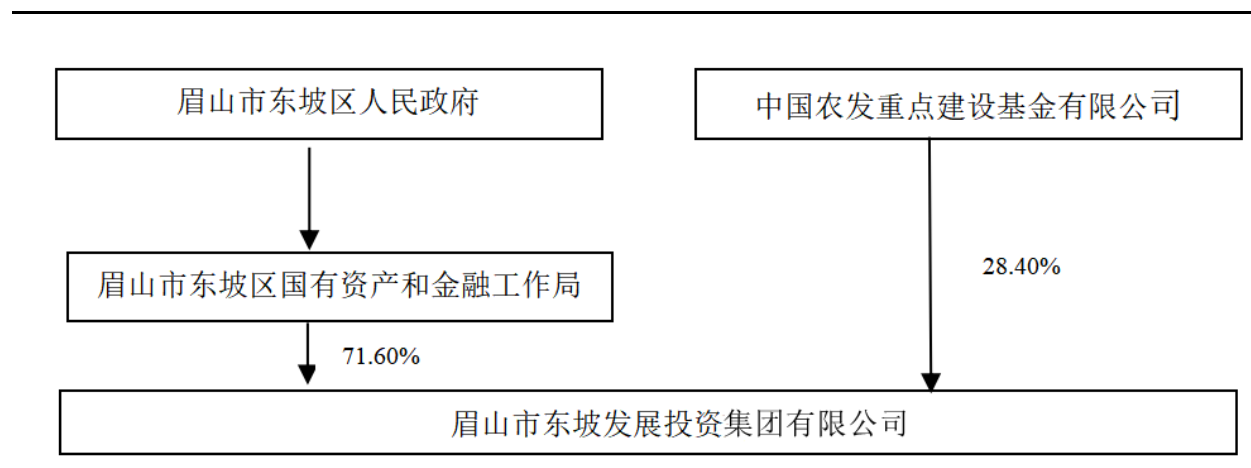 眉山市东坡区人民政府
中国农发重点建设基金有限公司
眉山市东坡区国有资产和金融工作局
28.40%
71.60%
眉山市东坡发展投资集团有限公司